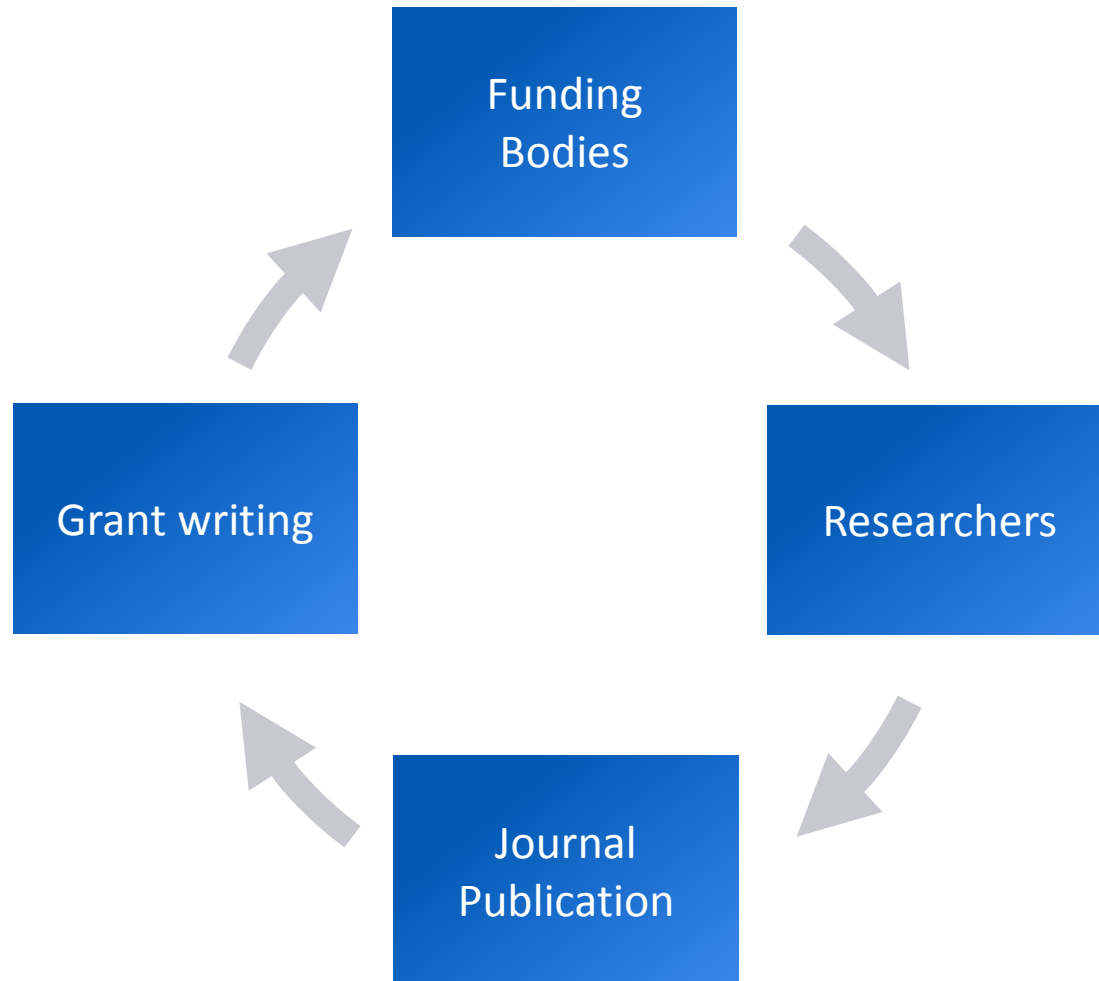 Funding
Bodies
Grant writing
Researchers
Journal
Publication